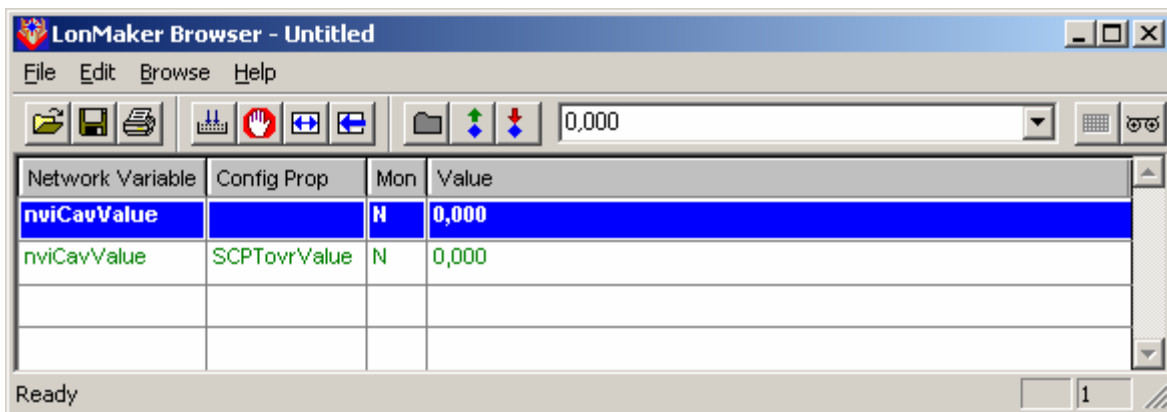 LonMaker Browser - Untitled
File Edit Browse Help
0,000
Network Variable Config Prop Mon Value
nviCavValue N 0,000
nviCavValue SCPTovrValue N 0,000
Ready 1